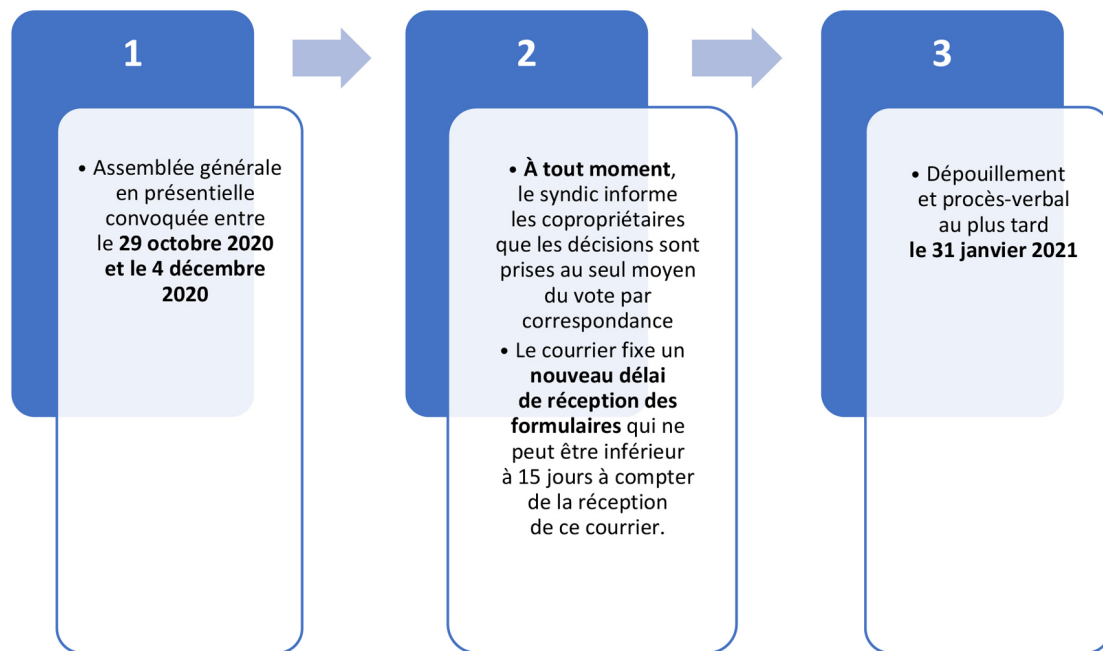 1
• Assemblée générale
en présentielle
convoquée entre
le 29 octobre 2020
et le 4 décembre
2020
2
• À tout moment,
le syndic informe
les copropriétaires
que les décisions sont
prises au seul moyen
du vote par
correspondance
• Le courrier fixe un
nouveau délai
de réception des
formulaires qui ne
peut être inférieur
à 15 jours à compter
de la réception
de ce courrier.
3
• Dépouillement
et procès-verbal
au plus tard
le 31 janvier 2021